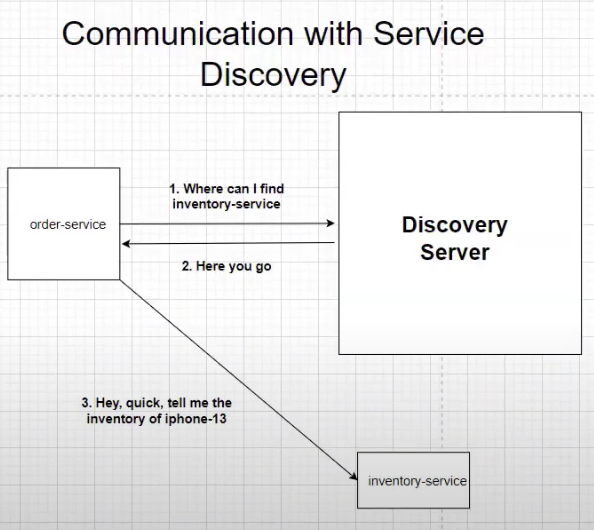 Communication with Service
Discovery
1. Where can I find
inventory-service
order-service
Discovery
Server
2. Here you go
3. Hey, quick, tell me the
inventory of iphone-13
inventory-service